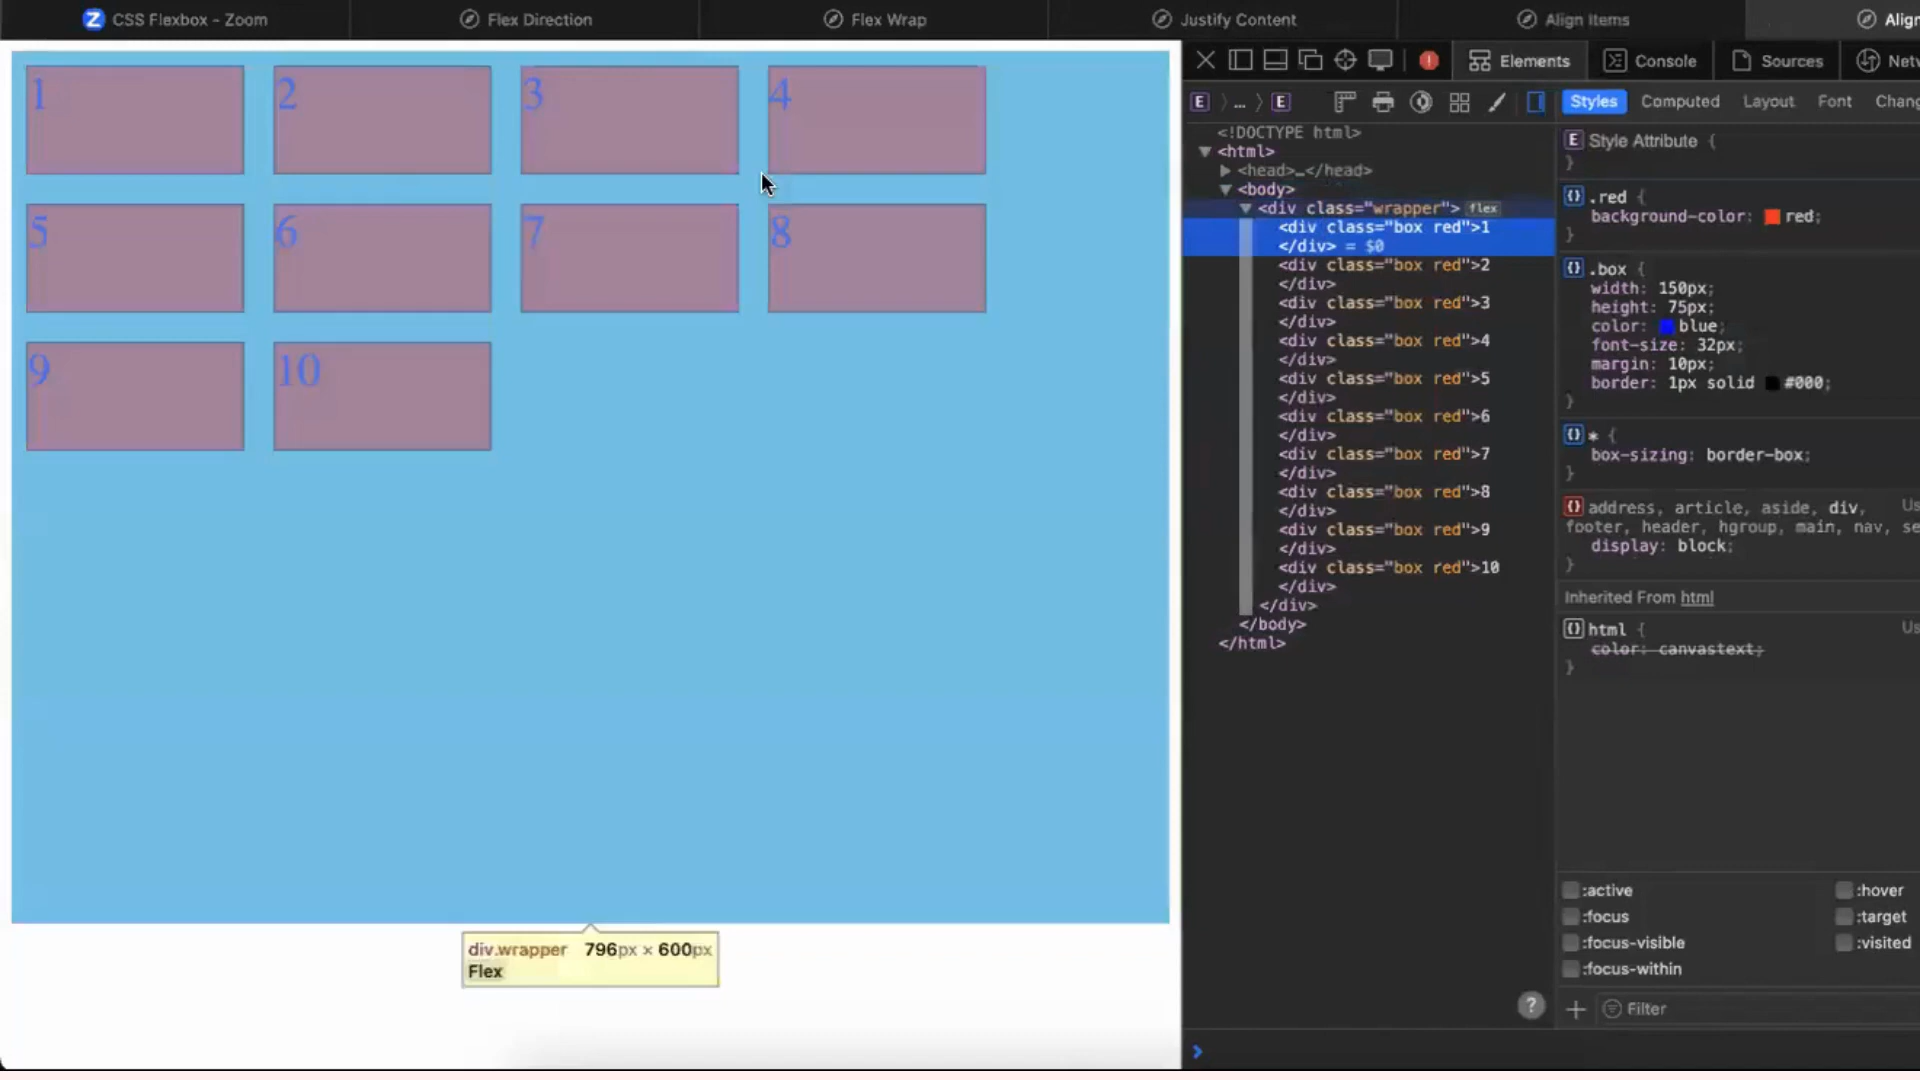 CSS Flexbox - Zoom
Flex Direction
Flex Wrap
Justify Content
Align Items
Align
1
2
3
4
5
6
7
8
9
10
div.wrapper 796px × 600px
Flex
Elements
Console
Sources
Netw
E
...
E
Styles
Computed
Layout
Font
Chang
<!DOCTYPE html>
<html>
<head>…</head>
<body>
<div class="wrapper"> flex
<div class="box red">1
</div> = $0
<div class="box red">2
</div>
<div class="box red">3
</div>
<div class="box red">4
</div>
<div class="box red">5
</div>
<div class="box red">6
</div>
<div class="box red">7
</div>
<div class="box red">8
</div>
<div class="box red">9
</div>
<div class="box red">10
</div>
</div>
</body>
</html>
E Style Attribute {
}
{} .red {
background-color: red;
}
{} .box {
width: 150px;
height: 75px;
color: blue;
font-size: 32px;
margin: 10px;
border: 1px solid #000;
}
{} * {
box-sizing: border-box;
}
{} address, article, aside, div, Us
footer, header, hgroup, main, nav, se
display: block;
}
Inherited From html
{} html { Us
color: canvastext;
}
:active
:hover
:focus
:target
:focus-visible
:visited
:focus-within
?
+ Filter
>